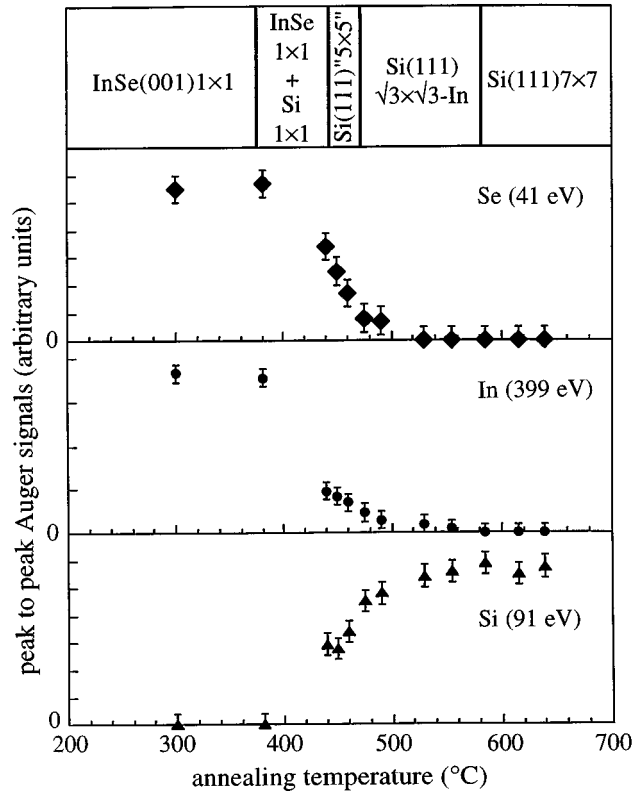 InSe(001)1×1
InSe
1×1
+
Si
1×1
Si(111)"5×5"
Si(111)
√3×√3-In
Si(111)7×7
Se (41 eV)
0
In (399 eV)
0
Si (91 eV)
0
peak to peak Auger signals (arbitrary units)
200 300 400 500 600 700
annealing temperature (°C)